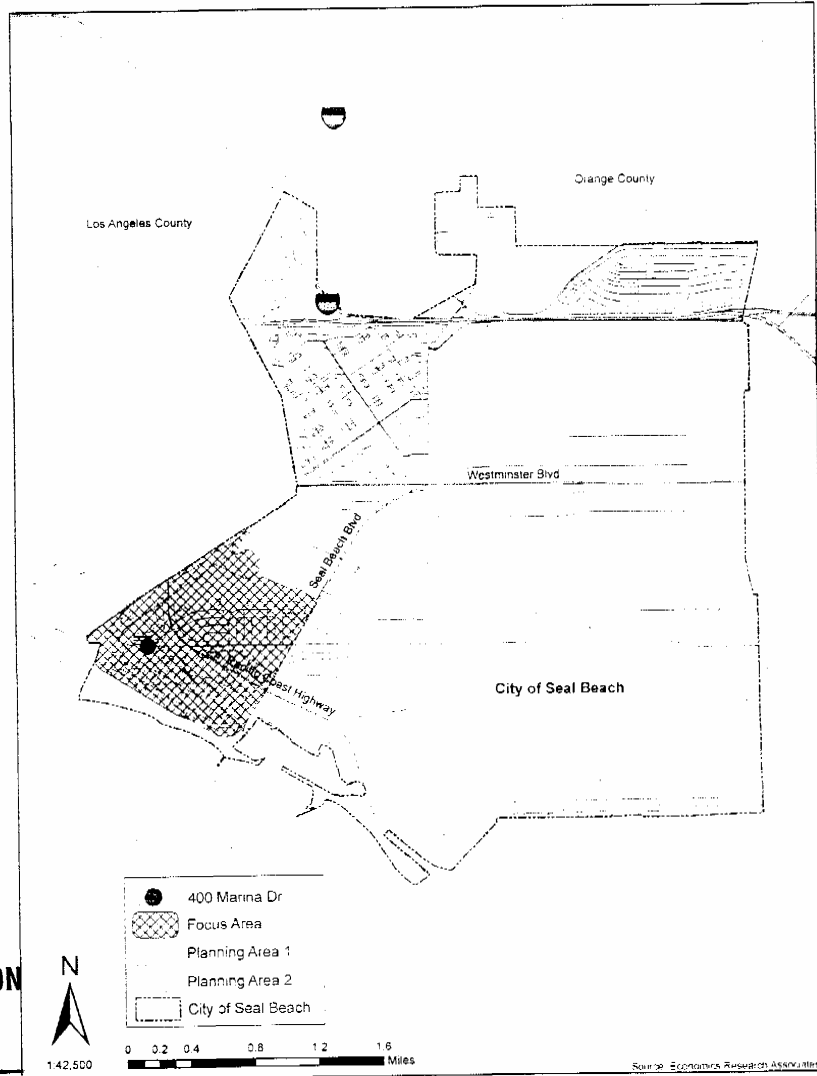 Orange County
Los Angeles County
Westminster Blvd
Seal Beach Blvd
Pacific Coast Highway
City of Seal Beach
400 Marina Dr
Focus Area
Planning Area 1
Planning Area 2
City of Seal Beach
ON
N
1:42,500
0 0.2 0.4 0.8 1.2 1.6
Miles
Source: Economics Research Associates